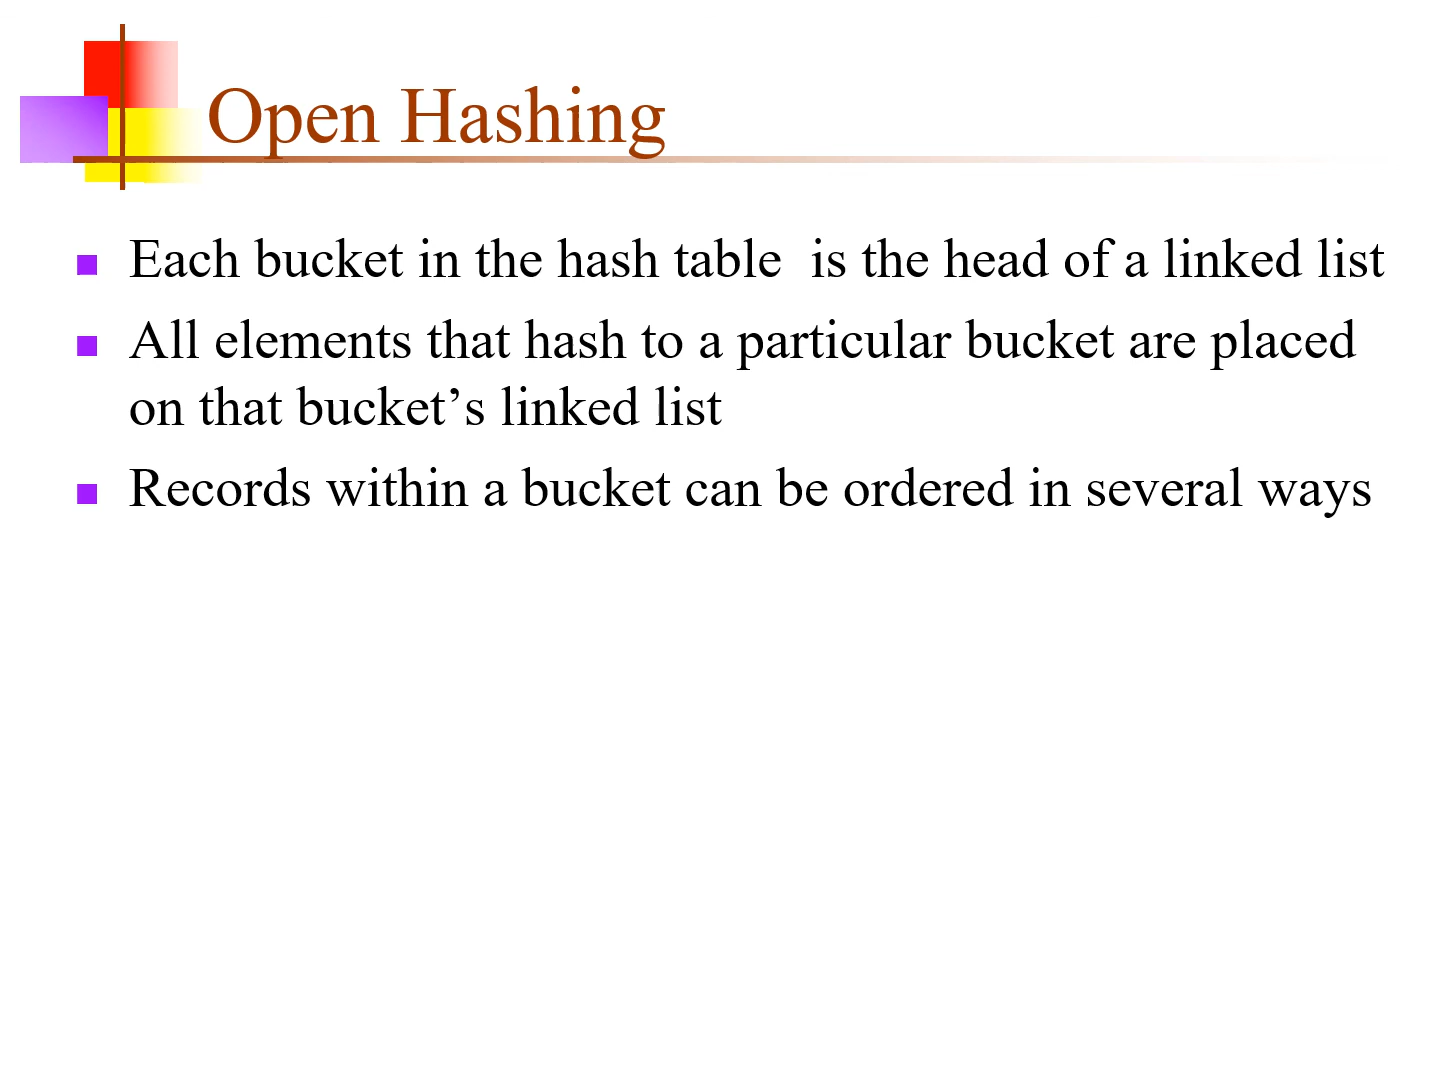 Open Hashing
Each bucket in the hash table  is the head of a linked list
All elements that hash to a particular bucket are placed
on that bucket’s linked list
Records within a bucket can be ordered in several ways